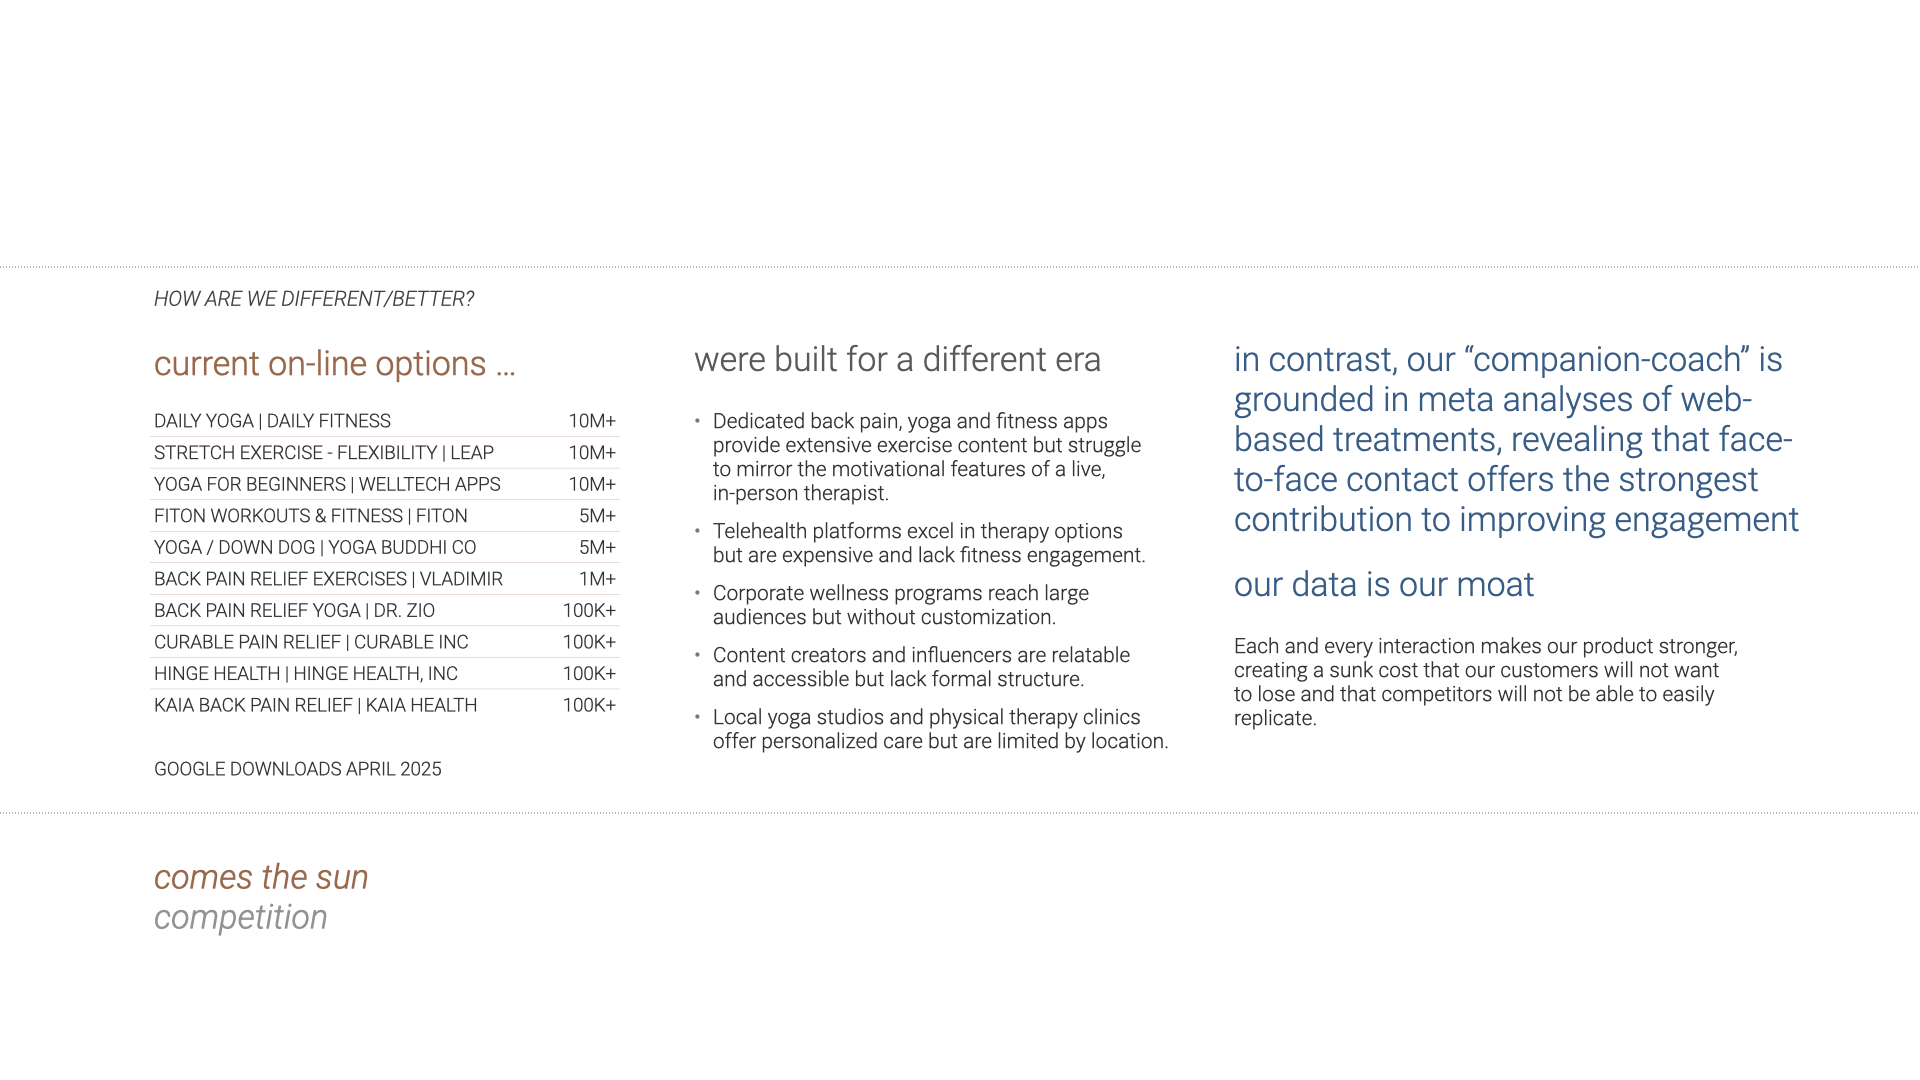 HOW ARE WE DIFFERENT/BETTER?
current on-line options ...
DAILY YOGA | DAILY FITNESS 10M+
STRETCH EXERCISE - FLEXIBILITY | LEAP 10M+
YOGA FOR BEGINNERS | WELLTECH APPS 10M+
FITON WORKOUTS & FITNESS | FITON 5M+
YOGA / DOWN DOG | YOGA BUDDHI CO 5M+
BACK PAIN RELIEF EXERCISES | VLADIMIR 1M+
BACK PAIN RELIEF YOGA | DR. ZIO 100K+
CURABLE PAIN RELIEF | CURABLE INC 100K+
HINGE HEALTH | HINGE HEALTH, INC 100K+
KAIA BACK PAIN RELIEF | KAIA HEALTH 100K+
GOOGLE DOWNLOADS APRIL 2025
were built for a different era
• Dedicated back pain, yoga and fitness apps
provide extensive exercise content but struggle
to mirror the motivational features of a live,
in-person therapist.
• Telehealth platforms excel in therapy options
but are expensive and lack fitness engagement.
• Corporate wellness programs reach large
audiences but without customization.
• Content creators and influencers are relatable
and accessible but lack formal structure.
• Local yoga studios and physical therapy clinics
offer personalized care but are limited by location.
in contrast, our “companion-coach” is
grounded in meta analyses of web-
based treatments, revealing that face-
to-face contact offers the strongest
contribution to improving engagement
our data is our moat
Each and every interaction makes our product stronger,
creating a sunk cost that our customers will not want
to lose and that competitors will not be able to easily
replicate.
comes the sun
competition